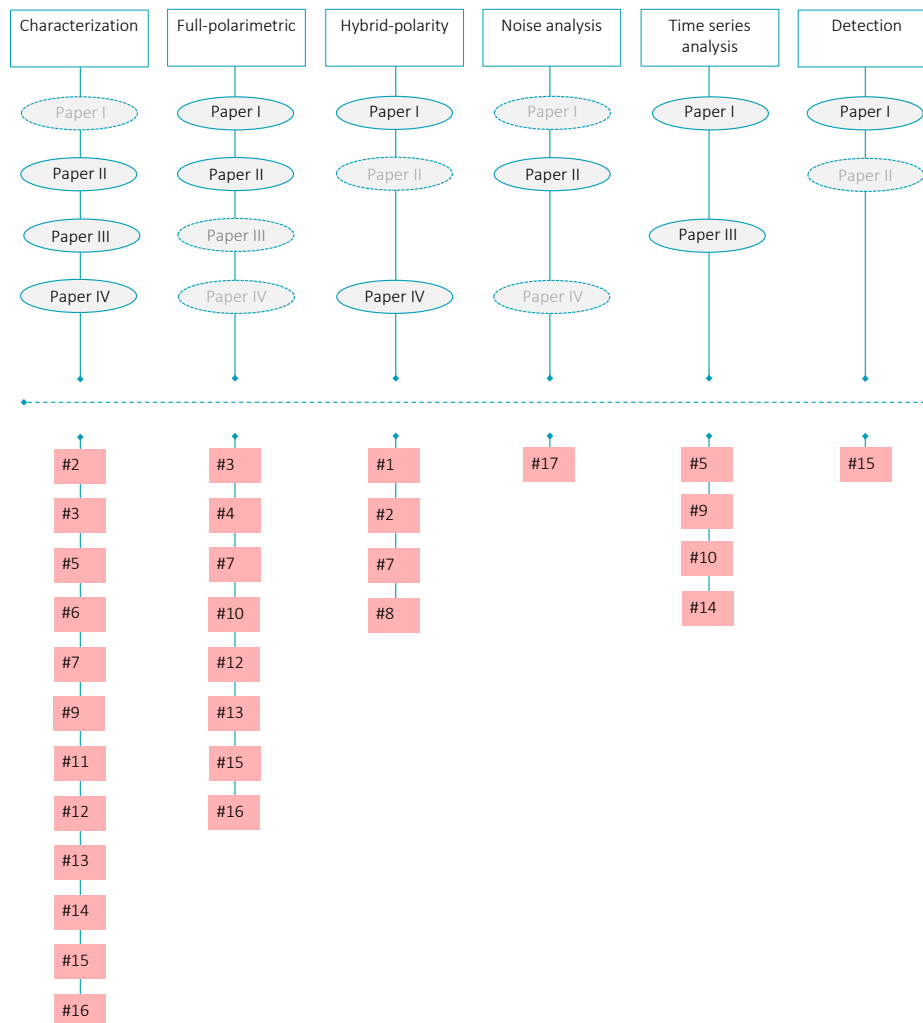 Characterization
Full-polarimetric
Hybrid-polarity
Noise analysis
Time series
analysis
Detection
Paper I
Paper I
Paper I
Paper I
Paper I
Paper I
Paper II
Paper II
Paper II
Paper II
Paper II
Paper III
Paper III
Paper III
Paper IV
Paper IV
Paper IV
Paper IV
#2
#3
#5
#6
#7
#9
#11
#12
#13
#14
#15
#16
#3
#4
#7
#10
#12
#13
#15
#16
#1
#2
#7
#8
#17
#5
#9
#10
#14
#15